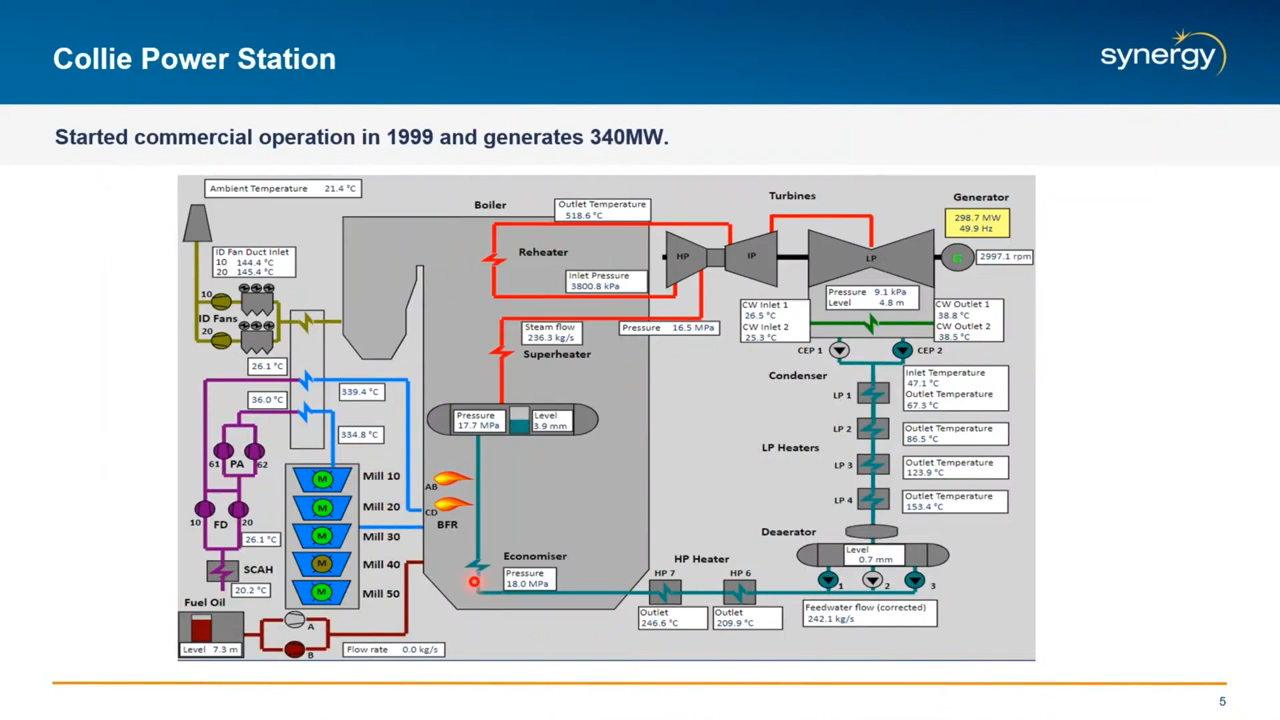 Collie Power Station
synergy
Started commercial operation in 1999 and generates 340MW.
Ambient Temperature 21.4 °C
Boiler
Outlet Temperature
518.6 °C
Turbines
Generator
298.7 MW
49.9 Hz
Reheater
HP
IP
LP
G
2997.1 rpm
ID Fan Duct Inlet
10 144.4 °C
20 145.4 °C
Inlet Pressure
3800.8 kPa
Pressure 9.1 kPa
Level 4.8 m
10
ID Fans
20
CW Inlet 1
26.5 °C
CW Inlet 2
25.3 °C
CW Outlet 1
38.8 °C
CW Outlet 2
38.5 °C
Steam flow
236.3 kg/s
Pressure 16.5 MPa
Superheater
CEP 1
CEP 2
26.1 °C
339.4 °C
Condenser
Inlet Temperature
47.1 °C
Outlet Temperature
67.3 °C
LP 1
36.0 °C
334.8 °C
Pressure
17.7 MPa
Level
3.9 mm
LP 2
Outlet Temperature
86.5 °C
LP Heaters
61
PA
62
LP 3
Outlet Temperature
123.9 °C
M
Mill 10
AB
LP 4
Outlet Temperature
153.4 °C
M
Mill 20
CD
BFR
10
FD
20
M
Mill 30
26.1 °C
Deaerator
Level
0.7 mm
Economiser
HP Heater
SCAH
M
Mill 40
Pressure
18.0 MPa
HP 7
HP 6
1
2
3
20.2 °C
M
Mill 50
Fuel Oil
Outlet
246.6 °C
Outlet
209.9 °C
Feedwater flow (corrected)
242.1 kg/s
A
Level 7.3 m
B
Flow rate 0.0 kg/s
5